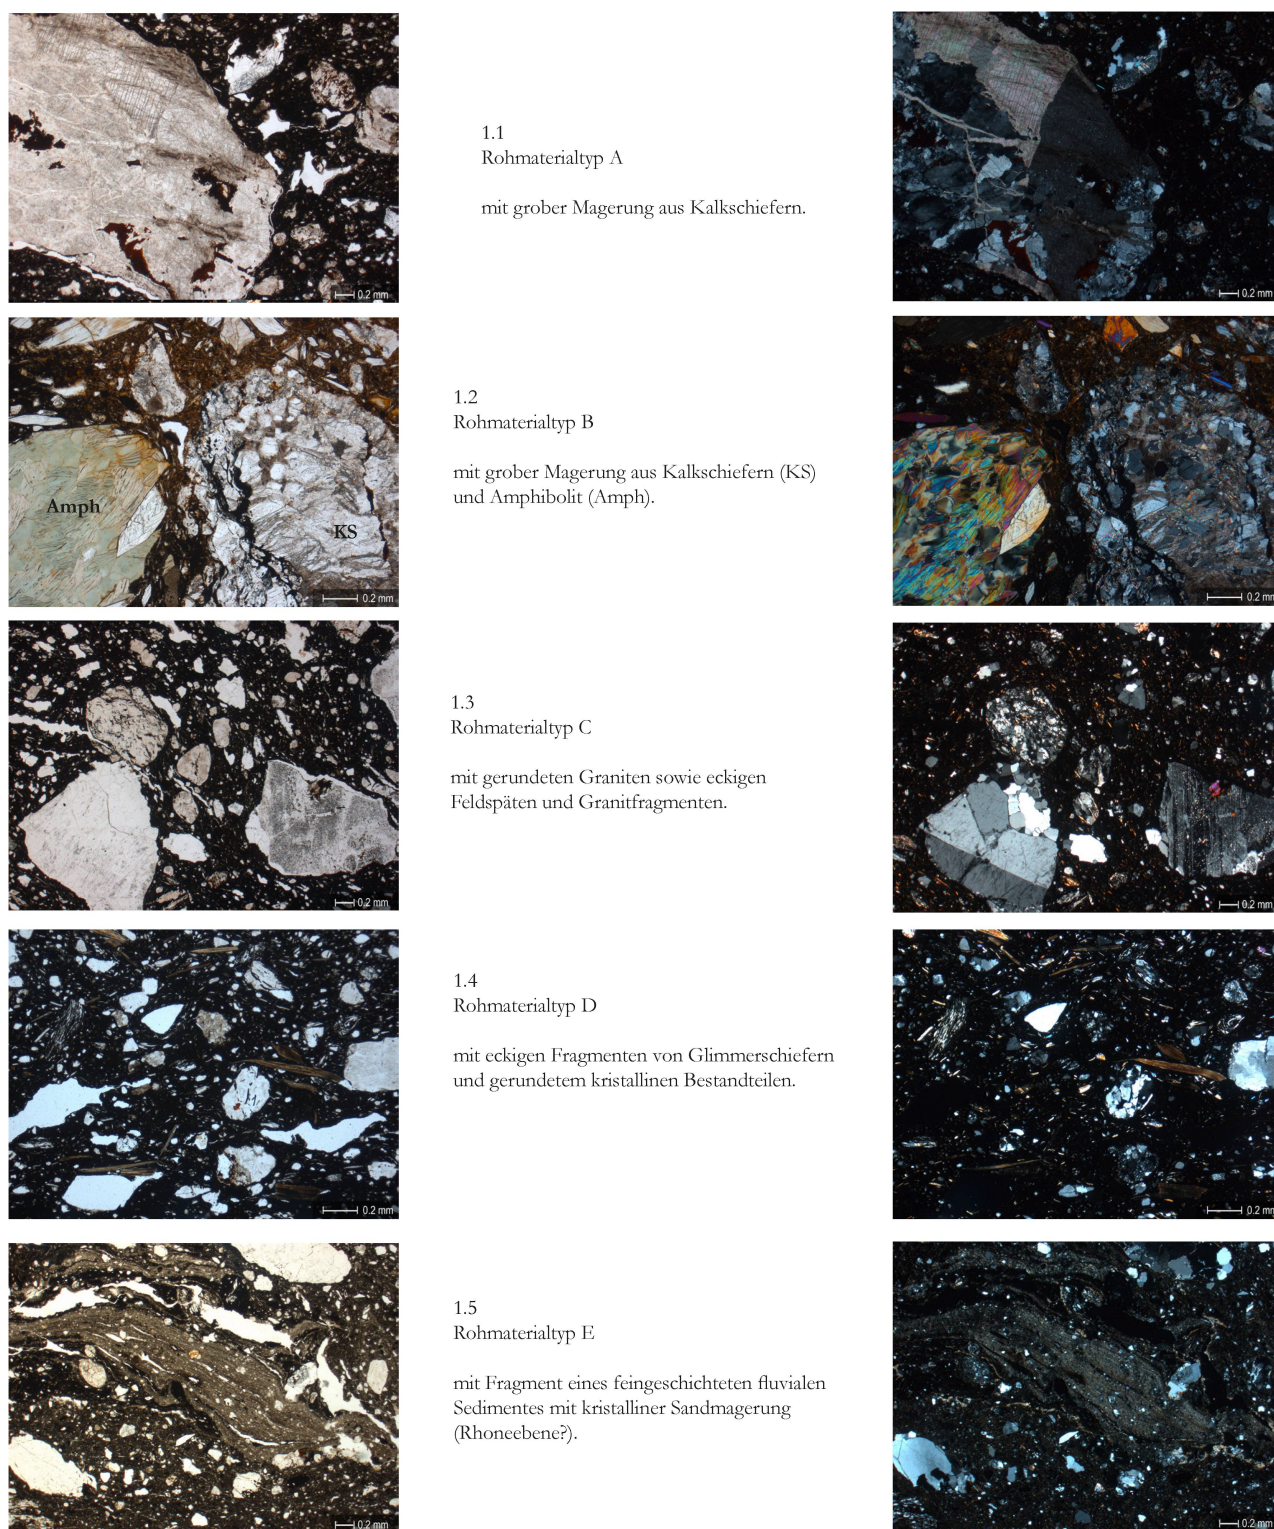 0.2 mm
1.1
Rohmaterialtyp A
mit grober Magerung aus Kalkschiefern.
0.2 mm
Amph
KS
0.2 mm
1.2
Rohmaterialtyp B
mit grober Magerung aus Kalkschiefern (KS)
und Amphibolit (Amph).
0.2 mm
0.2 mm
1.3
Rohmaterialtyp C
mit gerundeten Graniten sowie eckigen
Feldspäten und Granitfragmenten.
0.2 mm
0.2 mm
1.4
Rohmaterialtyp D
mit eckigen Fragmenten von Glimmerschiefern
und gerundetem kristallinen Bestandteilen.
0.2 mm
0.2 mm
1.5
Rohmaterialtyp E
mit Fragment eines feingeschichteten fluvialen
Sedimentes mit kristalliner Sandmagerung
(Rhoneebene?).
0.2 mm